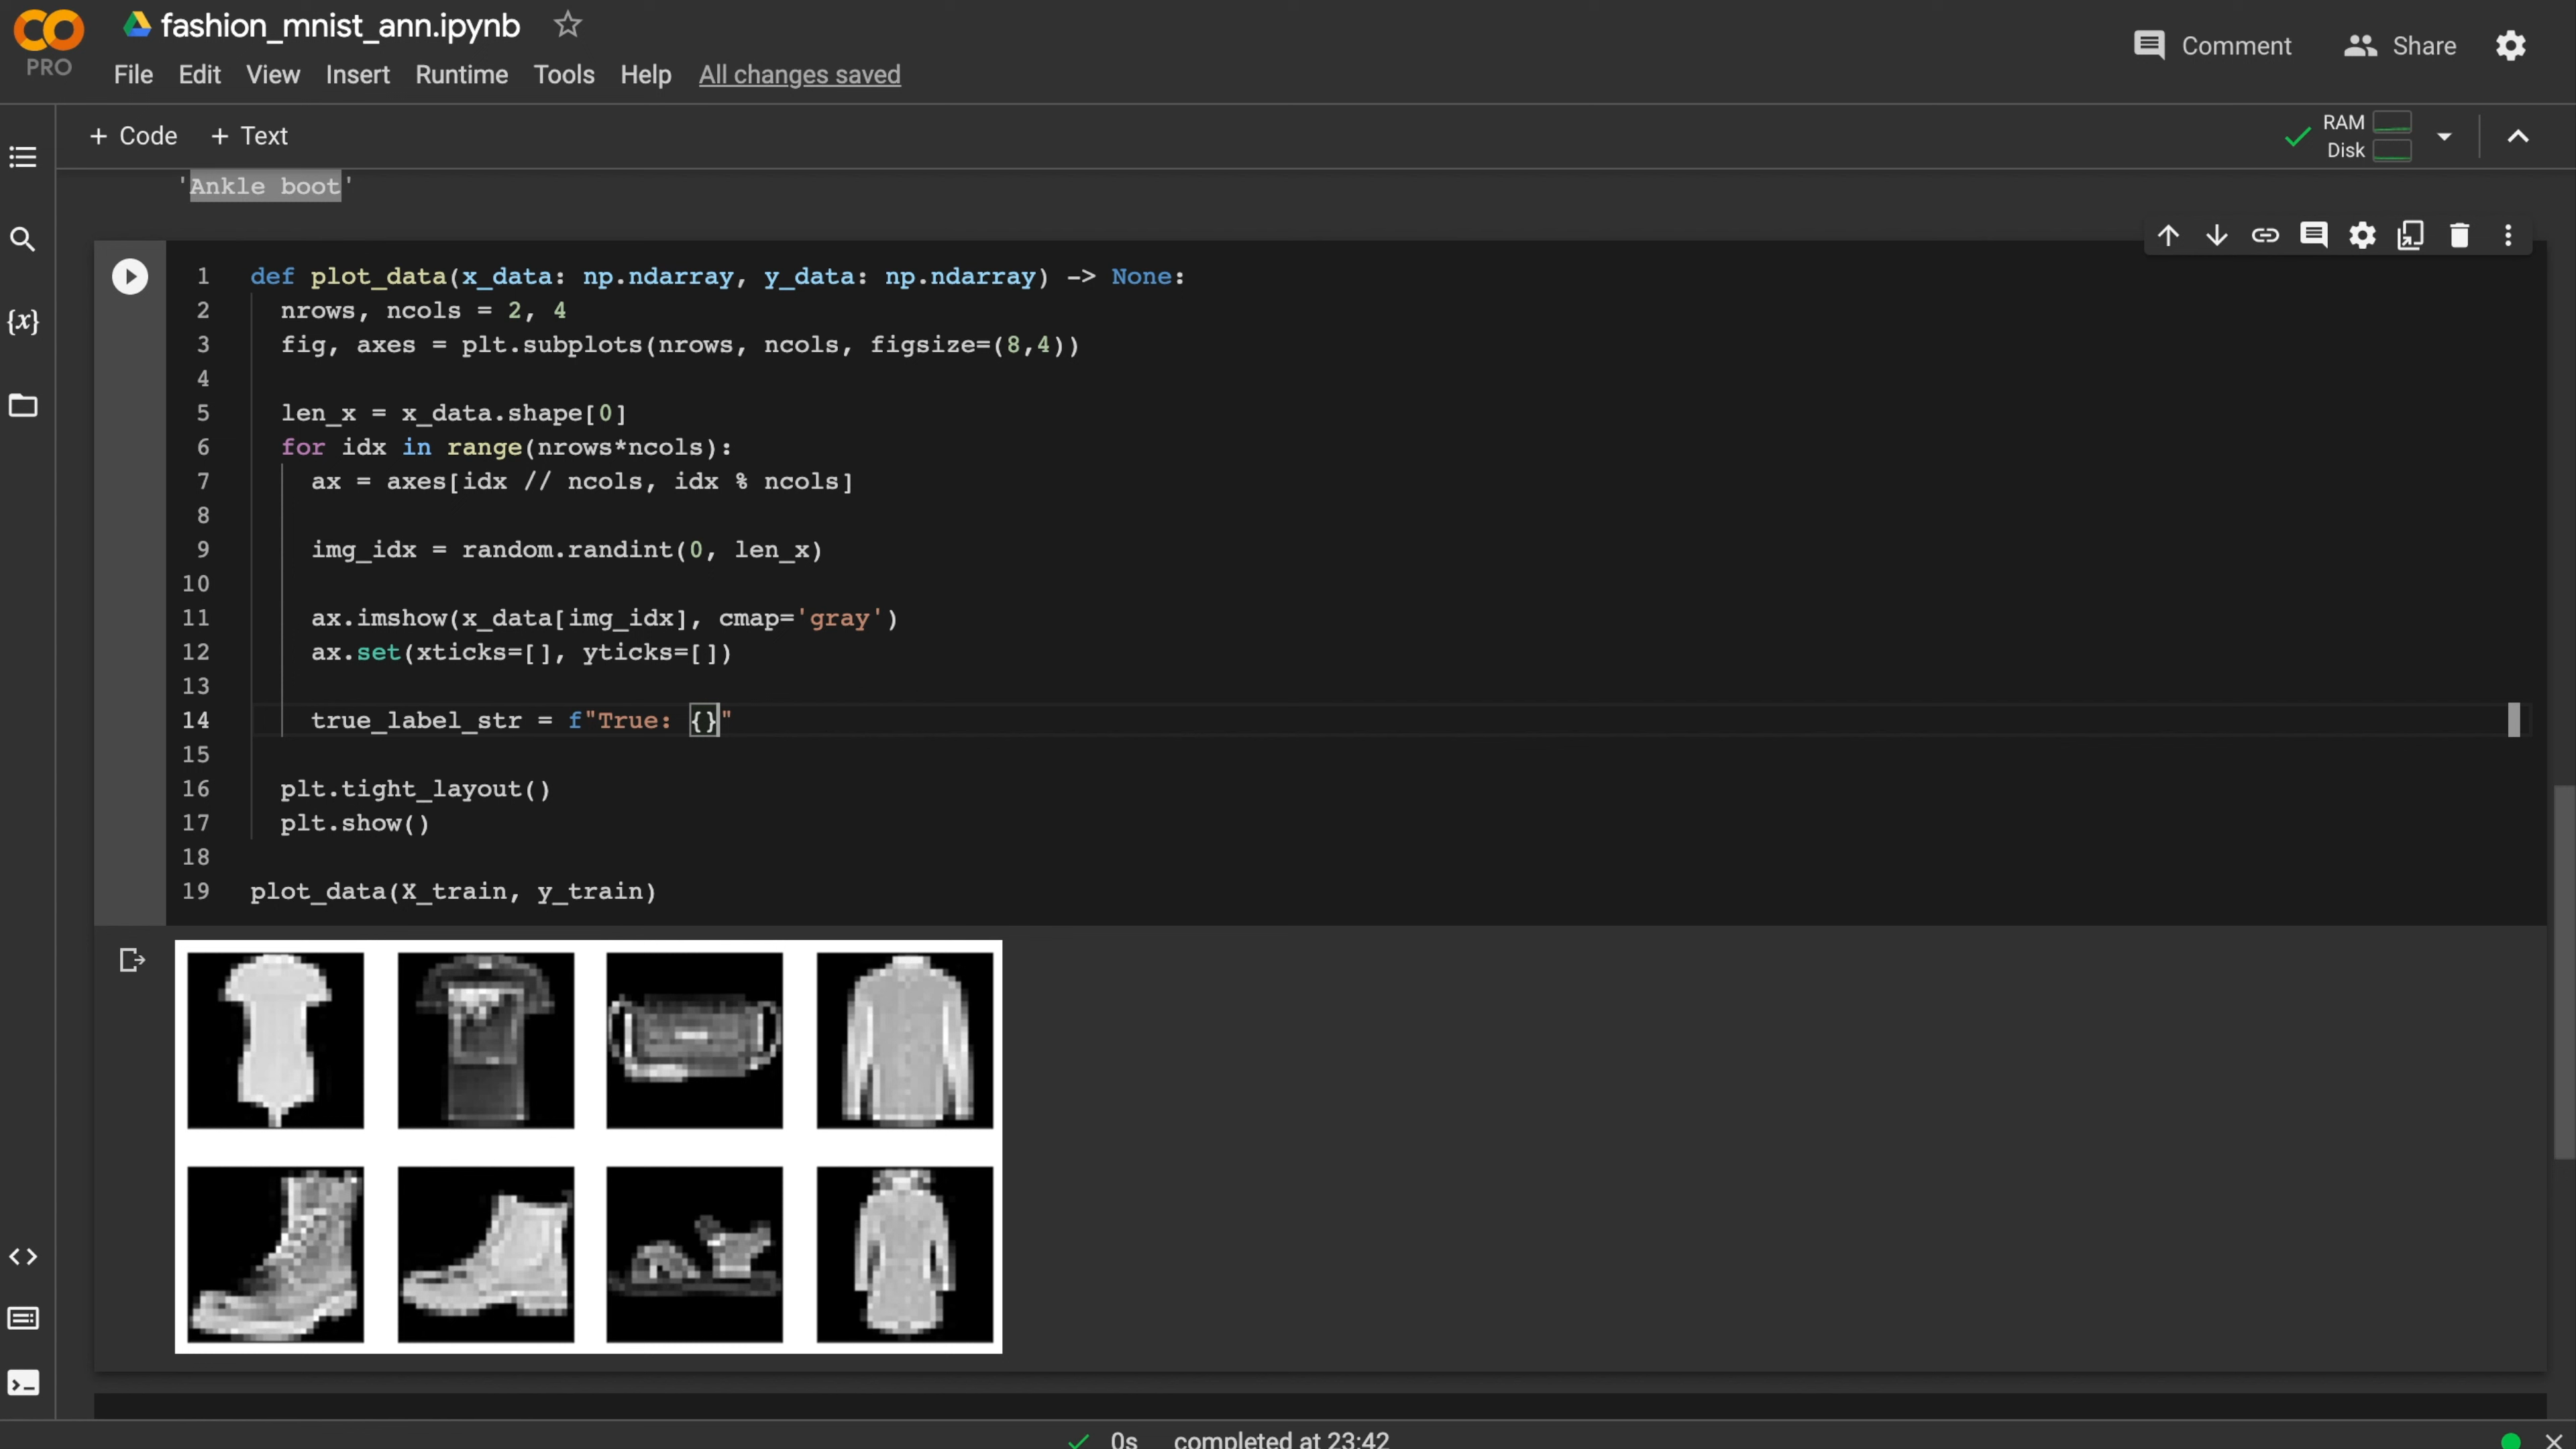 fashion_mnist_ann.ipynb
PRO
File Edit View Insert Runtime Tools Help All changes saved
Comment Share
+ Code + Text
RAM
Disk
'Ankle boot'
{x}
1 def plot_data(x_data: np.ndarray, y_data: np.ndarray) -> None:
2 nrows, ncols = 2, 4
3 fig, axes = plt.subplots(nrows, ncols, figsize=(8,4))
4
5 len_x = x_data.shape[0]
6 for idx in range(nrows*ncols):
7 ax = axes[idx // ncols, idx % ncols]
8
9 img_idx = random.randint(0, len_x)
10
11 ax.imshow(x_data[img_idx], cmap='gray')
12 ax.set(xticks=[], yticks=[])
13
14 true_label_str = f"True: {}"
15
16 plt.tight_layout()
17 plt.show()
18
19 plot_data(X_train, y_train)
0s completed at 23:42